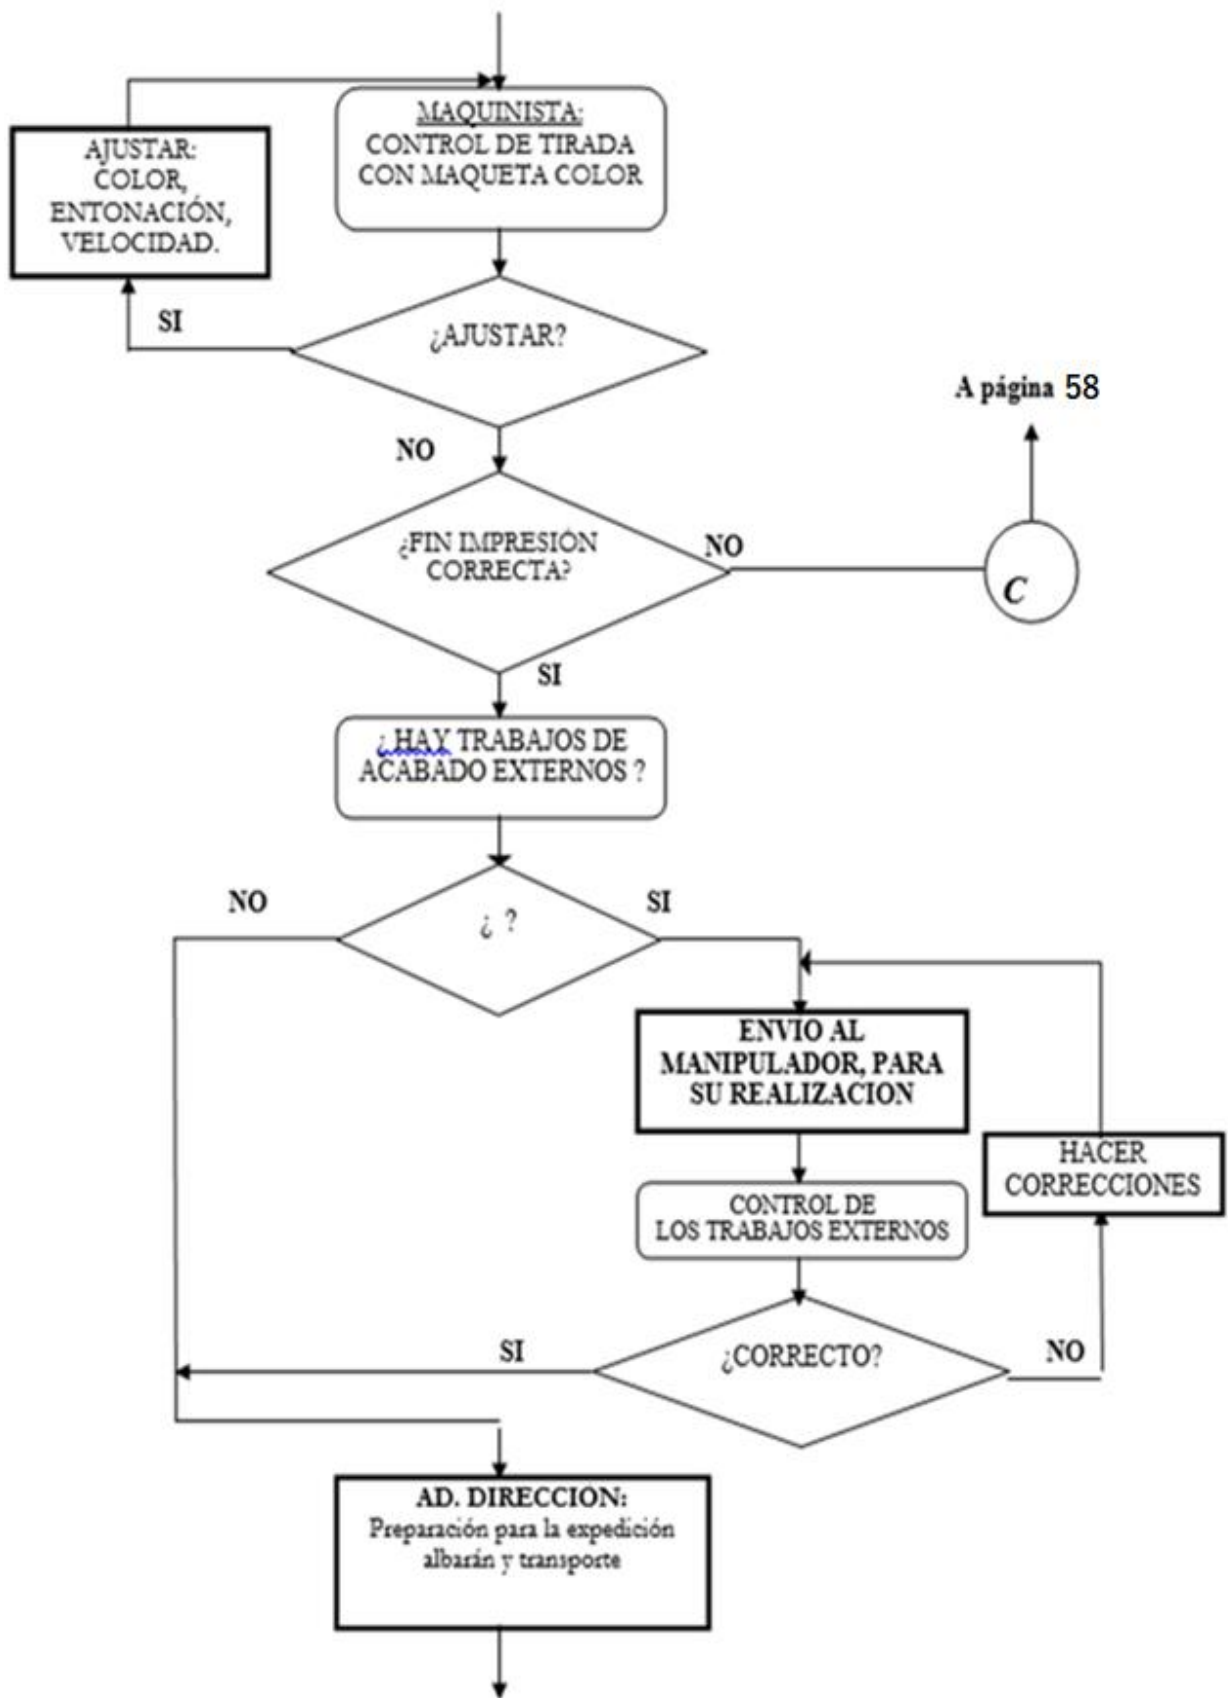 MAQUINISTA:
CONTROL DE TIRADA
CON MAQUETA COLOR
AJUSTAR:
COLOR,
ENTONACIÓN,
VELOCIDAD.
SI
¿AJUSTAR?
A página 58
NO
¿FIN IMPRESIÓN
CORRECTA?
NO
C
SI
¿ HAY TRABAJOS DE
ACABADO EXTERNOS ?
NO
¿ ?
SI
ENVIO AL
MANIPULADOR, PARA
SU REALIZACION
HACER
CORRECCIONES
CONTROL DE
LOS TRABAJOS EXTERNOS
SI
¿CORRECTO?
NO
AD. DIRECCIÓN:
Preparación para la expedición
albarán y transporte